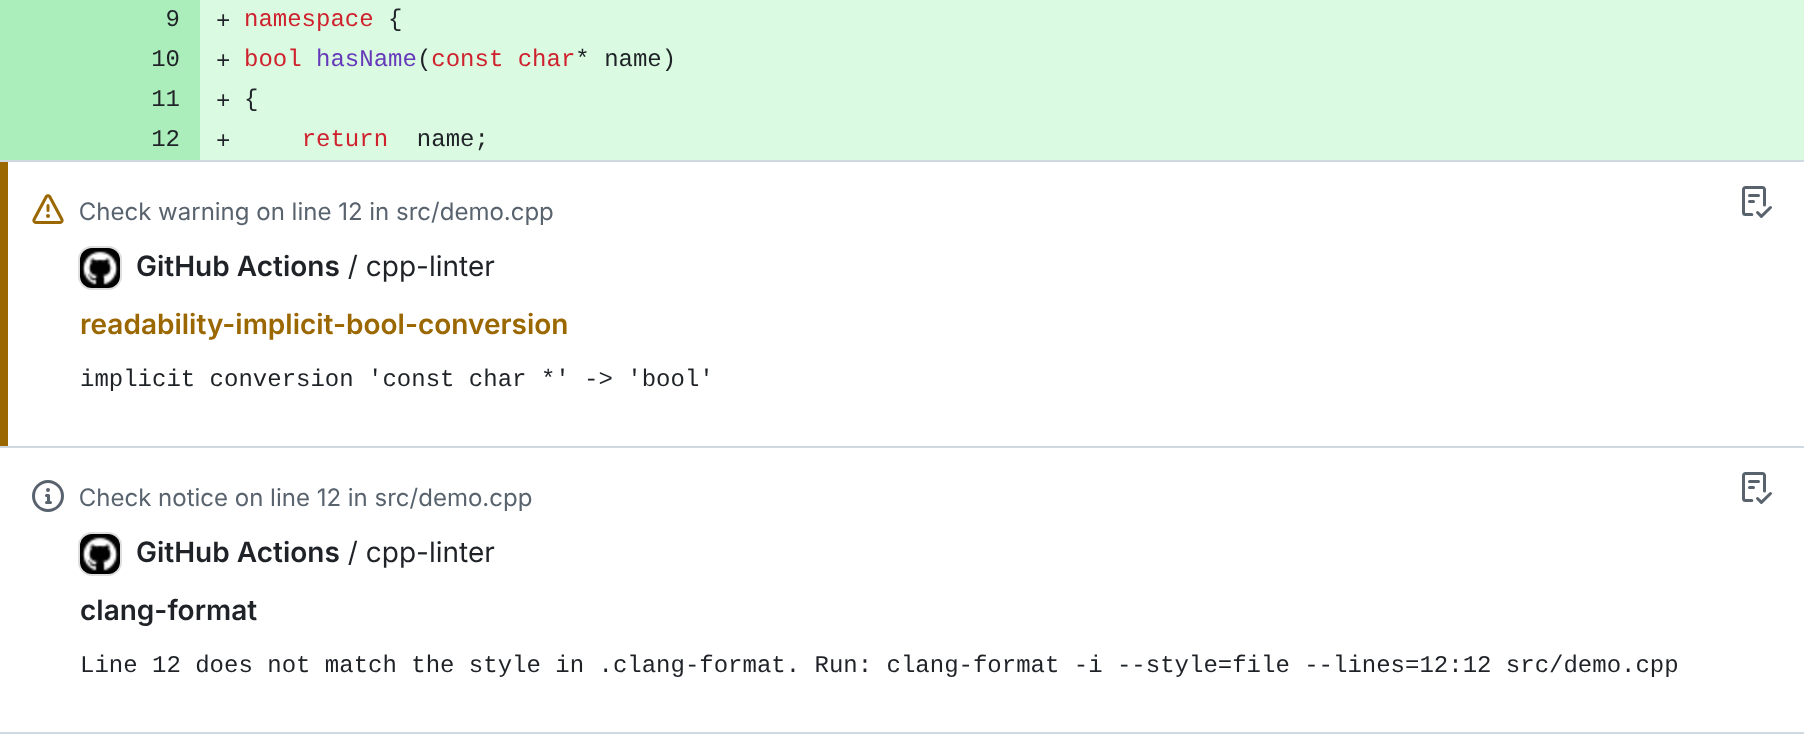 9 + namespace {
10 + bool hasName(const char* name)
11 + {
12 +     return  name;
Check warning on line 12 in src/demo.cpp
GitHub Actions / cpp-linter
readability-implicit-bool-conversion
implicit conversion 'const char *' -> 'bool'
Check notice on line 12 in src/demo.cpp
GitHub Actions / cpp-linter
clang-format
Line 12 does not match the style in .clang-format. Run: clang-format -i --style=file --lines=12:12 src/demo.cpp